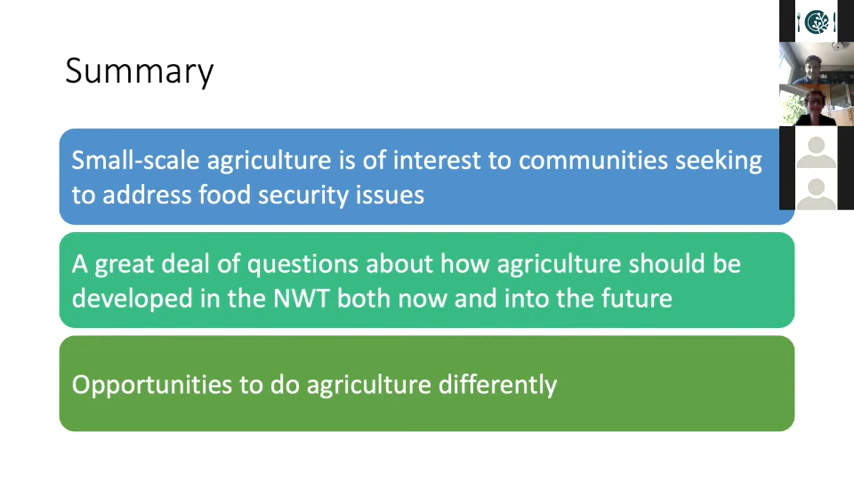 Summary
Small-scale agriculture is of interest to communities seeking
to address food security issues
A great deal of questions about how agriculture should be
developed in the NWT both now and into the future
Opportunities to do agriculture differently